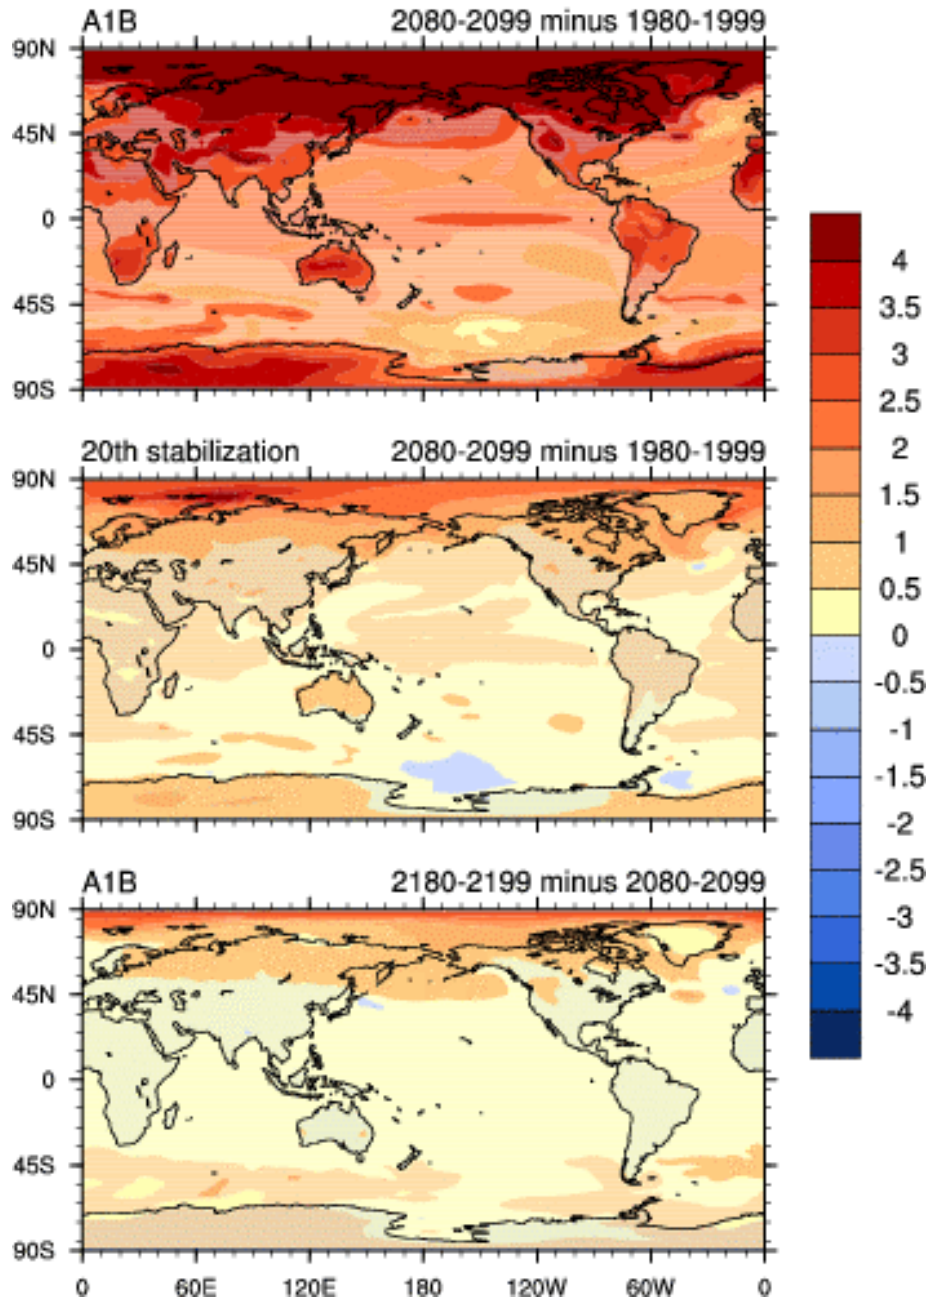 A1B 2080-2099 minus 1980-1999
90N
45N
0
45S
90S
20th stabilization 2080-2099 minus 1980-1999
90N
45N
0
45S
90S
A1B 2180-2199 minus 2080-2099
90N
45N
0
45S
90S
0 60E 120E 180 120W 60W 0
4
3.5
3
2.5
2
1.5
1
0.5
0
-0.5
-1
-1.5
-2
-2.5
-3
-3.5
-4